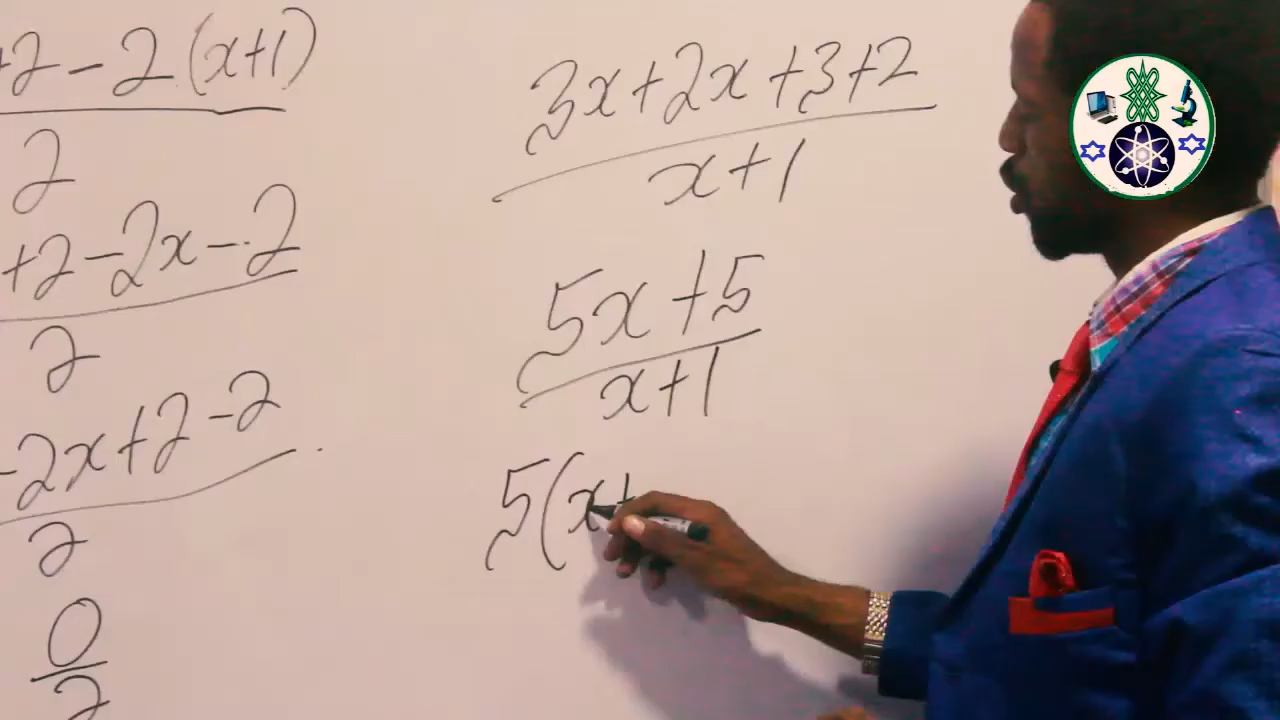 +2-2(x+1)
2
+2-2x-2
2
-2x+2-2
2
0
2
3x+2x+3+2
x+1
5x+5
x+1
5(x+